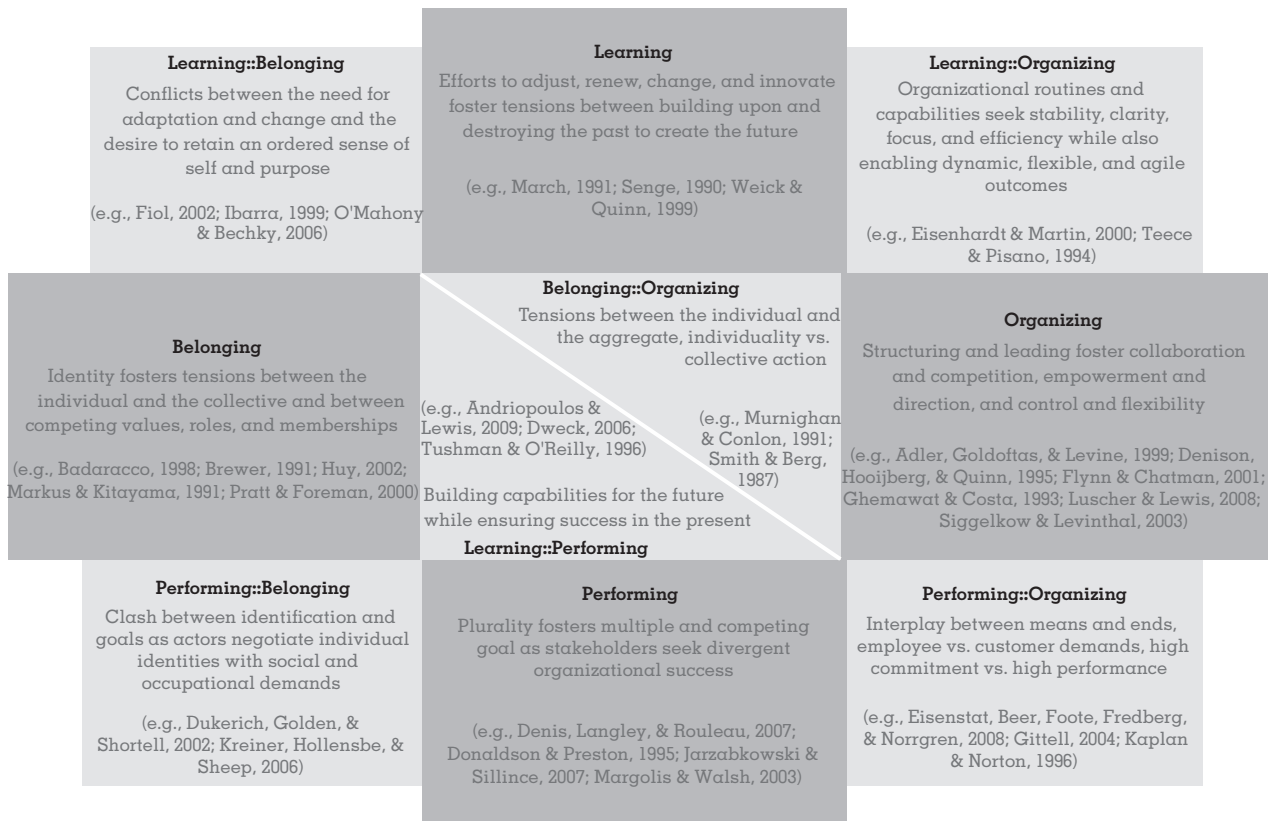 Learning::Belonging
Conflicts between the need for
adaptation and change and the
desire to retain an ordered sense of
self and purpose
(e.g., Fiol, 2002; Ibarra, 1999; O'Mahony
& Bechky, 2006)
Learning
Efforts to adjust, renew, change, and innovate
foster tensions between building upon and
destroying the past to create the future
(e.g., March, 1991; Senge, 1990; Weick &
Quinn, 1999)
Learning::Organizing
Organizational routines and
capabilities seek stability, clarity,
focus, and efficiency while also
enabling dynamic, flexible, and agile
outcomes
(e.g., Eisenhardt & Martin, 2000; Teece
& Pisano, 1994)
Belonging
Identity fosters tensions between the
individual and the collective and between
competing values, roles, and memberships
(e.g., Badaracco, 1998; Brewer, 1991; Huy, 2002;
Markus & Kitayama, 1991; Pratt & Foreman, 2000)
Belonging::Organizing
Tensions between the individual and
the aggregate, individuality vs.
collective action
(e.g., Murnighan
& Conlon, 1991;
Smith & Berg,
1987)
(e.g., Andriopoulos &
Lewis, 2009; Dweck, 2006;
Tushman & O'Reilly, 1996)
Building capabilities for the future
while ensuring success in the present
Learning::Performing
Organizing
Structuring and leading foster collaboration
and competition, empowerment and
direction, and control and flexibility
(e.g., Adler, Goldoftas, & Levine, 1999; Denison,
Hooijberg, & Quinn, 1995; Flynn & Chatman, 2001;
Ghemawat & Costa, 1993; Luscher & Lewis, 2008;
Siggelkow & Levinthal, 2003)
Performing::Belonging
Clash between identification and
goals as actors negotiate individual
identities with social and
occupational demands
(e.g., Dukerich, Golden, &
Shortell, 2002; Kreiner, Hollensbe, &
Sheep, 2006)
Performing
Plurality fosters multiple and competing
goal as stakeholders seek divergent
organizational success
(e.g., Denis, Langley, & Rouleau, 2007;
Donaldson & Preston, 1995; Jarzabkowski &
Sillince, 2007; Margolis & Walsh, 2003)
Performing::Organizing
Interplay between means and ends,
employee vs. customer demands, high
commitment vs. high performance
(e.g., Eisenstat, Beer, Foote, Fredberg,
& Norrgren, 2008; Gittell, 2004; Kaplan
& Norton, 1996)